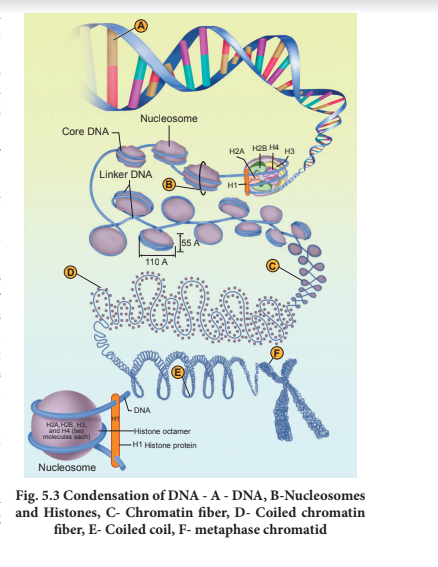 A
Nucleosome
Core DNA
H2A H2B H4 H3
Linker DNA
B
H1
55 A
110 A
D
C
F
E
DNA
H1
H2A,H2B, H3,
and H4 (two
molecules each)
Histone octamer
H1 Histone protein
Nucleosome
Fig. 5.3 Condensation of DNA - A - DNA, B-Nucleosomes
and Histones, C- Chromatin fiber, D- Coiled chromatin
fiber, E- Coiled coil, F- metaphase chromatid